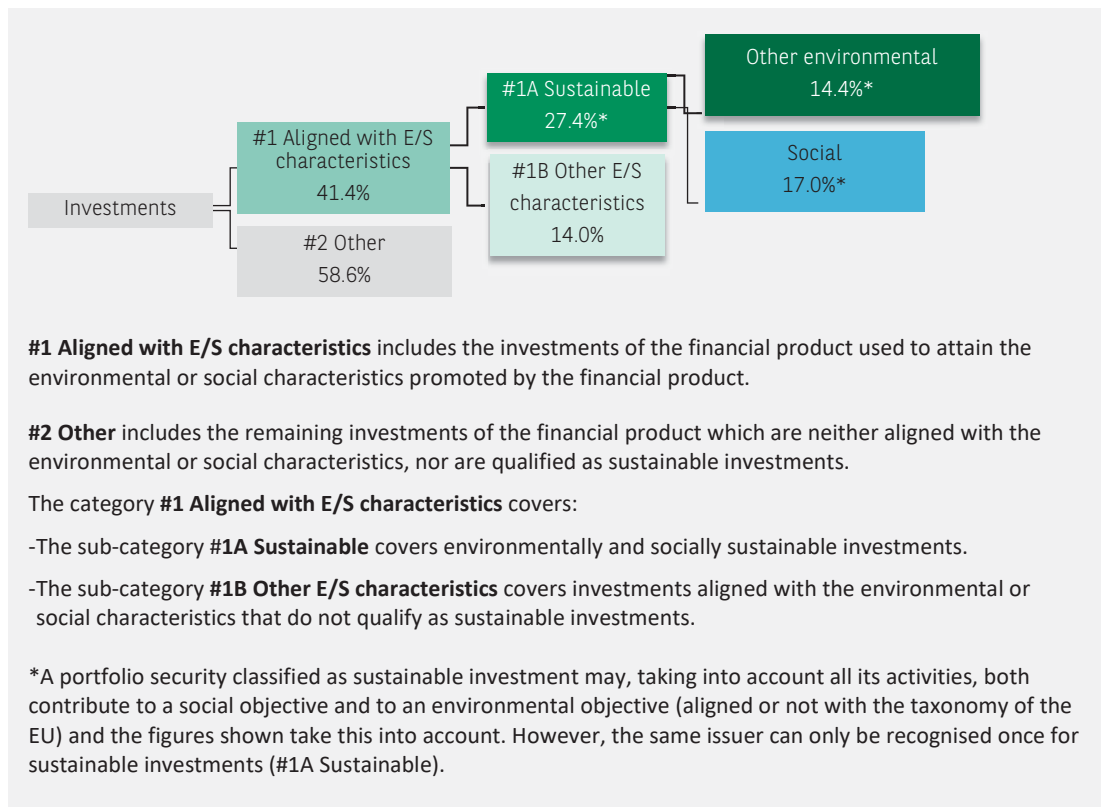 Investments
#1 Aligned with E/S
characteristics
41.4%
#2 Other
58.6%
#1A Sustainable
27.4%*
#1B Other E/S
characteristics
14.0%
Other environmental
14.4%*
Social
17.0%*
#1 Aligned with E/S characteristics includes the investments of the financial product used to attain the
environmental or social characteristics promoted by the financial product.
#2 Other includes the remaining investments of the financial product which are neither aligned with the
environmental or social characteristics, nor are qualified as sustainable investments.
The category #1 Aligned with E/S characteristics covers:
-The sub-category #1A Sustainable covers environmentally and socially sustainable investments.
-The sub-category #1B Other E/S characteristics covers investments aligned with the environmental or
social characteristics that do not qualify as sustainable investments.
*A portfolio security classified as sustainable investment may, taking into account all its activities, both
contribute to a social objective and to an environmental objective (aligned or not with the taxonomy of the
EU) and the figures shown take this into account. However, the same issuer can only be recognised once for
sustainable investments (#1A Sustainable).